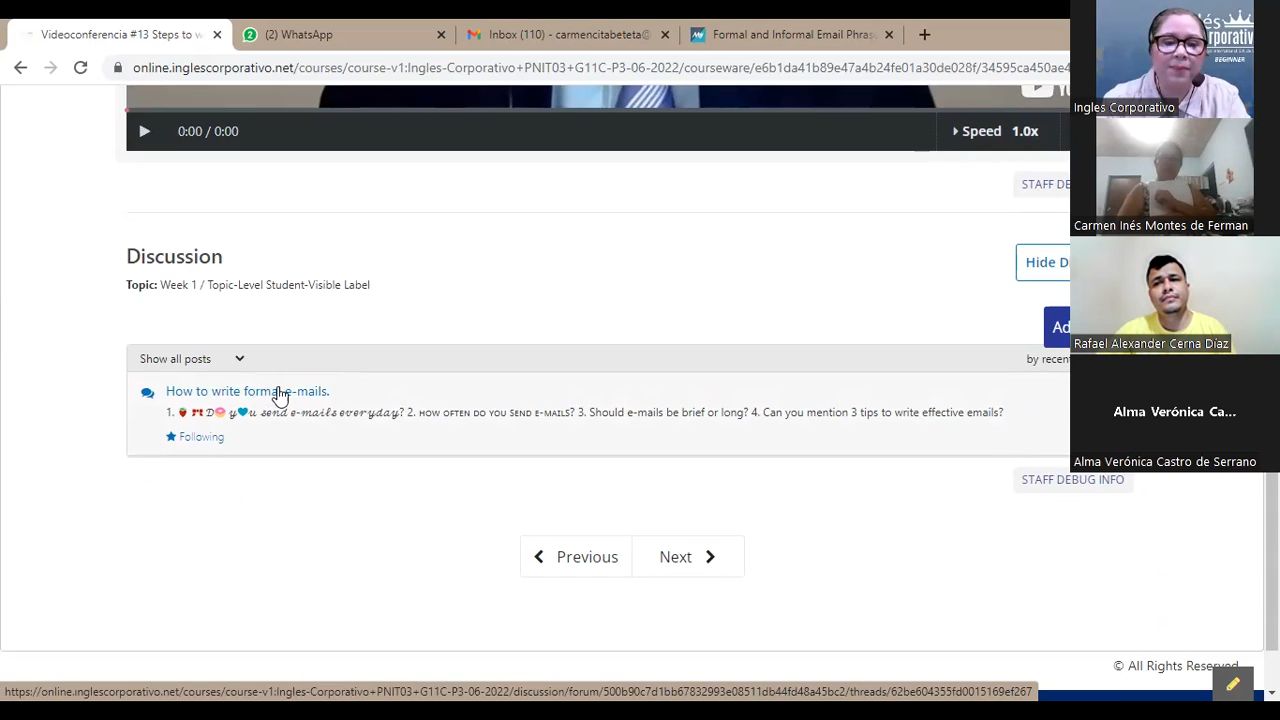 Videoconferencia #13 Steps to w
(2) WhatsApp
Inbox (110) - carmencitabeteta@
Formal and Informal Email Phras
online.inglescorporativo.net/courses/course-v1:Ingles-Corporativo+PNIT03+G11C-P3-06-2022/courseware/e6b1da41b89e47a4b24fe01a30de028f/34595ca450ae4
0:00 / 0:00
Speed 1.0x
STAFF DE
Discussion
Hide D
Topic: Week 1 / Topic-Level Student-Visible Label
Ad
Show all posts
by recen
How to write formal e-mails.
1. 🍓 D🍩 y💙u send e-mails everyday? 2. HOW OFTEN DO YOU SEND E-MAILS? 3. Should e-mails be brief or long? 4. Can you mention 3 tips to write effective emails?
Following
STAFF DEBUG INFO
Previous
Next
© All Rights Reserved
https://online.inglescorporativo.net/courses/course-v1:Ingles-Corporativo+PNIT03+G11C-P3-06-2022/discussion/forum/500b90c7d1bb67832993e08511db44fd48a45bc2/threads/62be604355fd0015169ef267
BEGINNER
Ingles Corporativo
Carmen Inés Montes de Ferman
Rafael Alexander Cerna Díaz
Alma Verónica Ca...
Alma Verónica Castro de Serrano